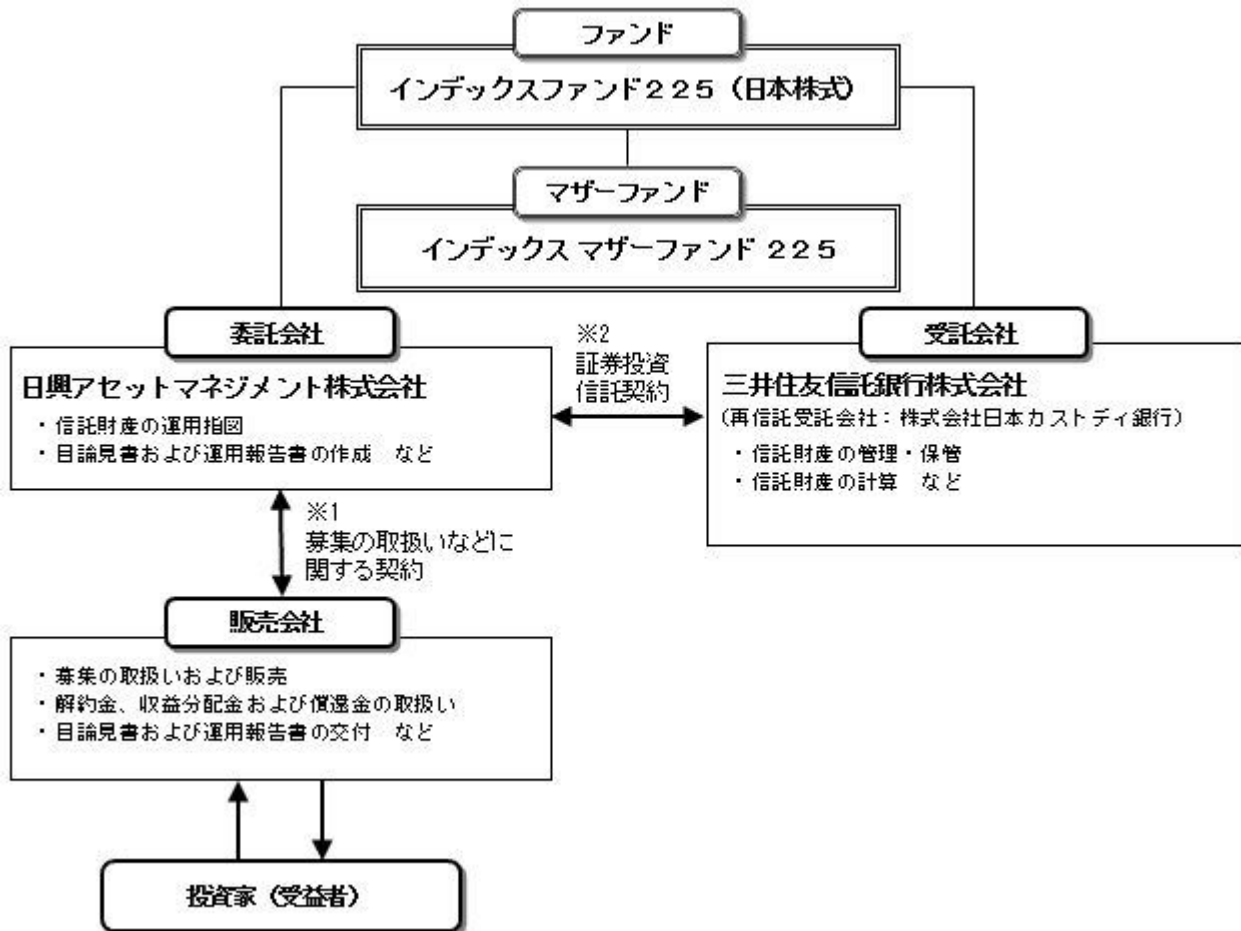 ファンド
インデックスファンド２２５（日本株式）
マザーファンド
インデックス マザーファンド ２２５
委託会社
日興アセットマネジメント株式会社
・信託財産の運用指図
・目論見書および運用報告書の作成　など
※2
証券投資
信託契約
受託会社
三井住友信託銀行株式会社
(再信託受託会社：株式会社日本カストディ銀行)
・信託財産の管理・保管
・信託財産の計算　など
※1
募集の取扱いなどに
関する契約
販売会社
・募集の取扱いおよび販売
・解約金、収益分配金および償還金の取扱い
・目論見書および運用報告書の交付　など
投資家（受益者）